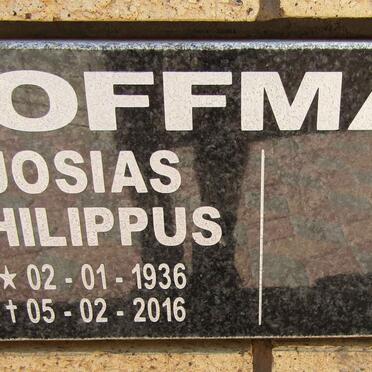 OFFMA
JOSIAS
HILIPPUS
★ 02 - 01 - 1936
✝ 05 - 02 - 2016